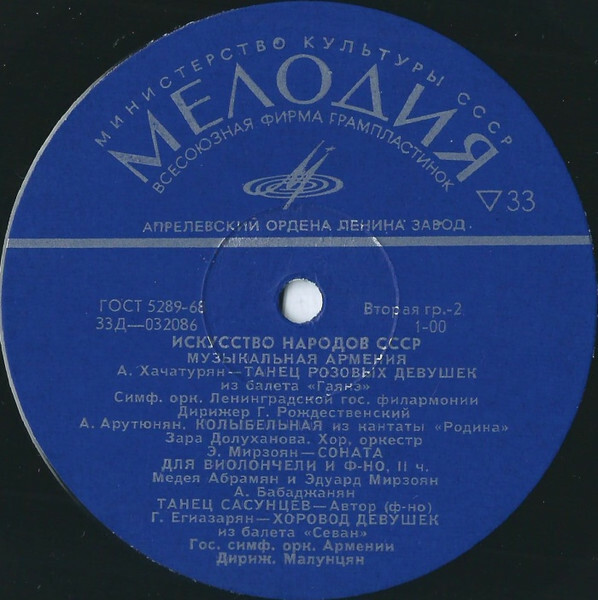 МИНИСТЕРСТВО КУЛЬТУРЫ СССР
МЕЛОДИЯ
ВСЕСОЮЗНАЯ ФИРМА ГРАМПЛАСТИНОК
▽33
АПРЕЛЕВСКИЙ ОРДЕНА ЛЕНИНА ЗАВОД
ГОСТ 5289-68
Вторая гр.-2
33Д—032086
1-00
ИСКУССТВО НАРОДОВ СССР
МУЗЫКАЛЬНАЯ АРМЕНИЯ
А. Хачатурян—ТАНЕЦ РОЗОВЫХ ДЕВУШЕК
из балета «Гаянэ»
Симф. орк. Ленинградской гос. филармонии
Дирижер Г. Рождественский
А. Арутюнян. КОЛЫБЕЛЬНАЯ из кантаты «Родина»
Зара Долуханова. Хор, оркестр
Э. Мирзоян—СОНАТА
ДЛЯ ВИОЛОНЧЕЛИ И Ф-НО, II ч.
Медея Абрамян и Эдуард Мирзоян
А. Бабаджанян
ТАНЕЦ САСУНЦЕВ—Автор (ф-но)
Г. Егиазарян—ХОРОВОД ДЕВУШЕК
из балета «Севан»
Гос. симф. орк. Армении
Дириж. Малунцян